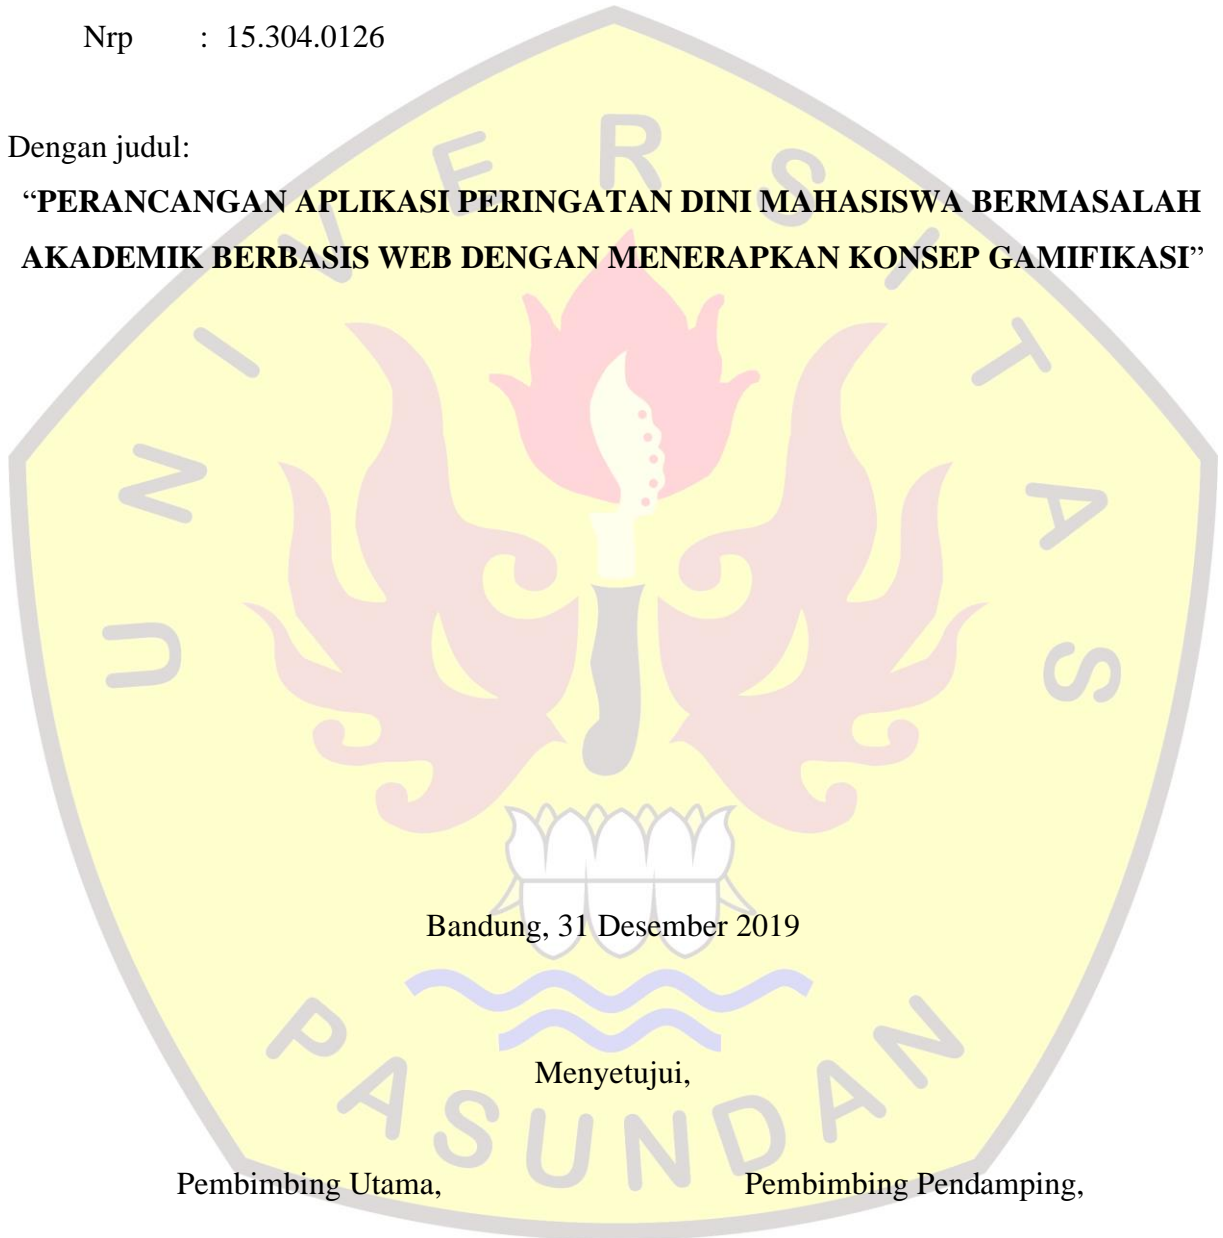 Nrp : 15.304.0126
Dengan judul:
“PERANCANGAN APLIKASI PERINGATAN DINI MAHASISWA BERMASALAH
AKADEMIK BERBASIS WEB DENGAN MENERAPKAN KONSEP GAMIFIKASI”
UNIVERSITAS
Bandung, 31 Desember 2019
PASUNDAN
Menyetujui,
Pembimbing Utama, Pembimbing Pendamping,